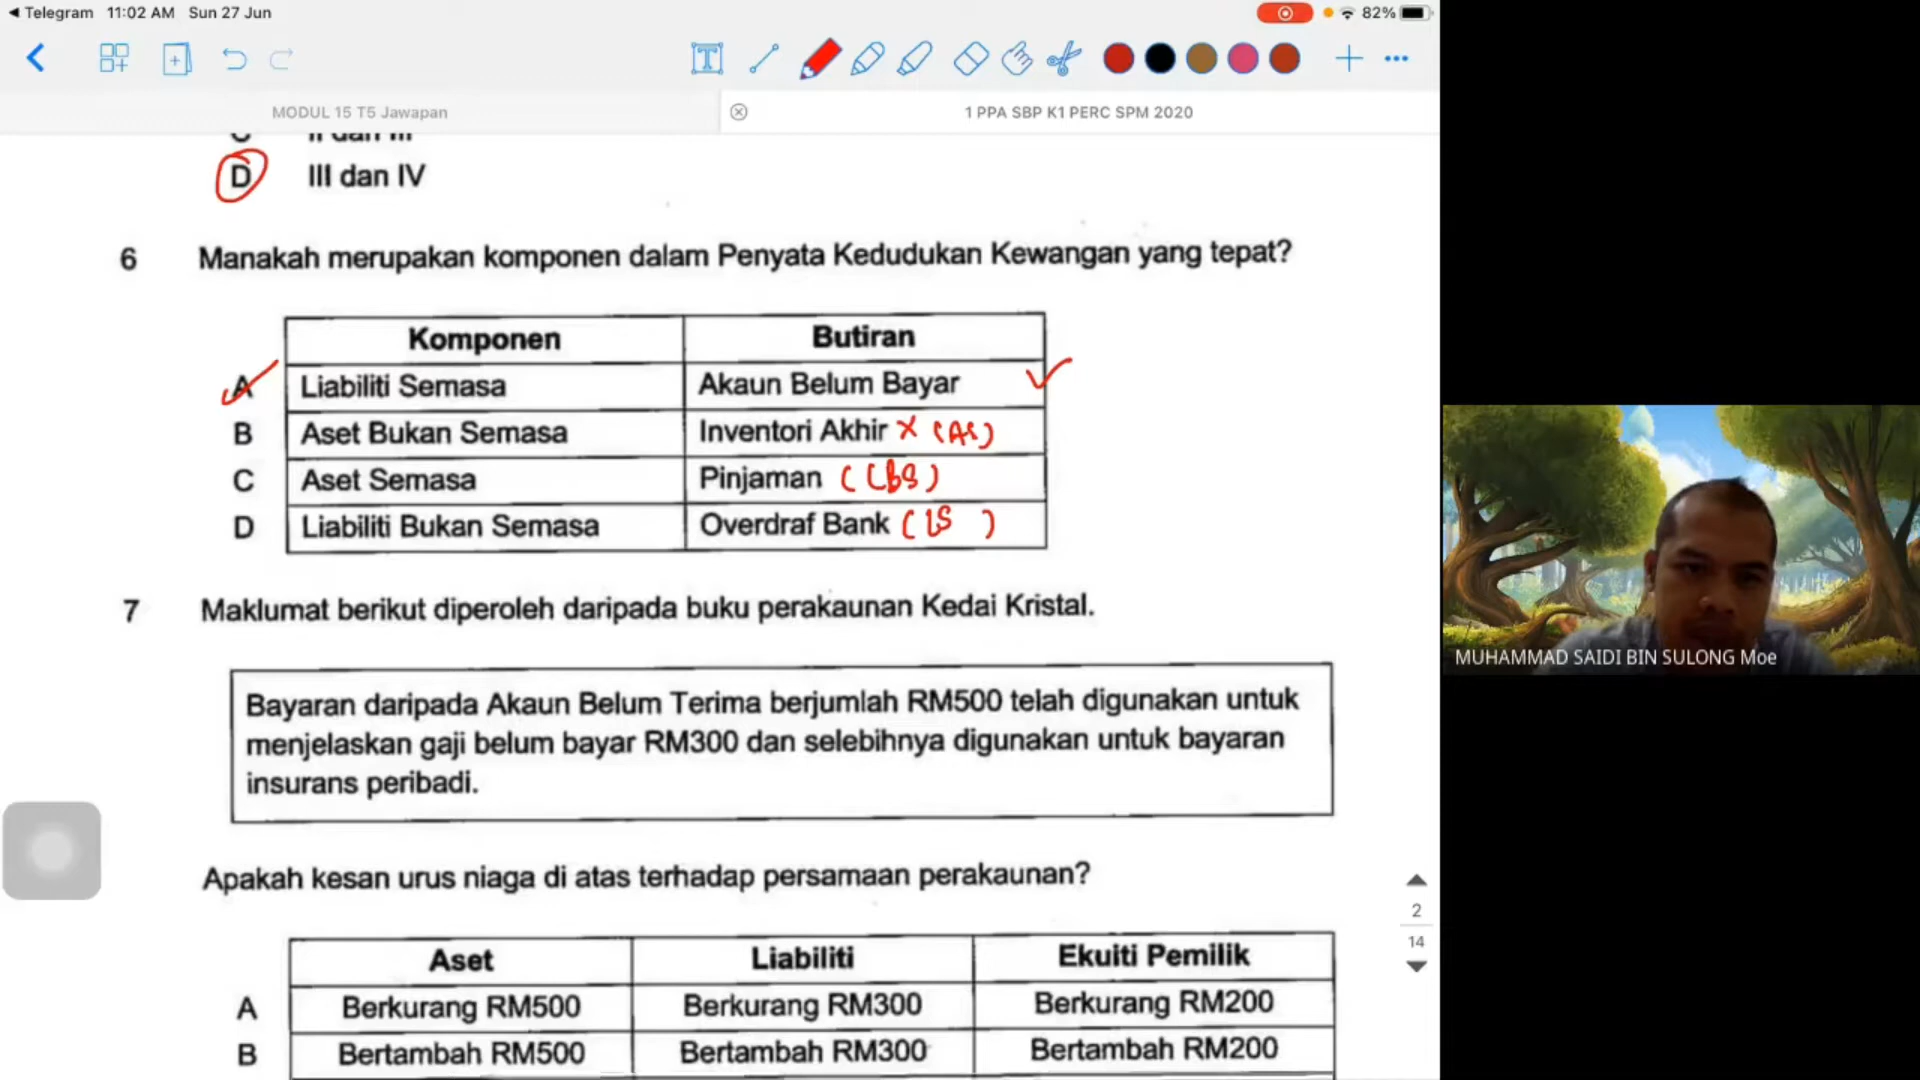 Telegram 11:02 AM Sun 27 Jun 82%
MODUL 15 T5 Jawapan
1 PPA SBP K1 PERC SPM 2020
C II dan III
D III dan IV
6 Manakah merupakan komponen dalam Penyata Kedudukan Kewangan yang tepat?
Komponen Butiran
A Liabiliti Semasa Akaun Belum Bayar
B Aset Bukan Semasa Inventori Akhir x (AS)
C Aset Semasa Pinjaman (LBS)
D Liabiliti Bukan Semasa Overdraf Bank (LS)
7 Maklumat berikut diperoleh daripada buku perakaunan Kedai Kristal.
Bayaran daripada Akaun Belum Terima berjumlah RM500 telah digunakan untuk
menjelaskan gaji belum bayar RM300 dan selebihnya digunakan untuk bayaran
insurans peribadi.
Apakah kesan urus niaga di atas terhadap persamaan perakaunan?
Aset Liabiliti Ekuiti Pemilik
A Berkurang RM500 Berkurang RM300 Berkurang RM200
B Bertambah RM500 Bertambah RM300 Bertambah RM200
2
14
MUHAMMAD SAIDI BIN SULONG Moe